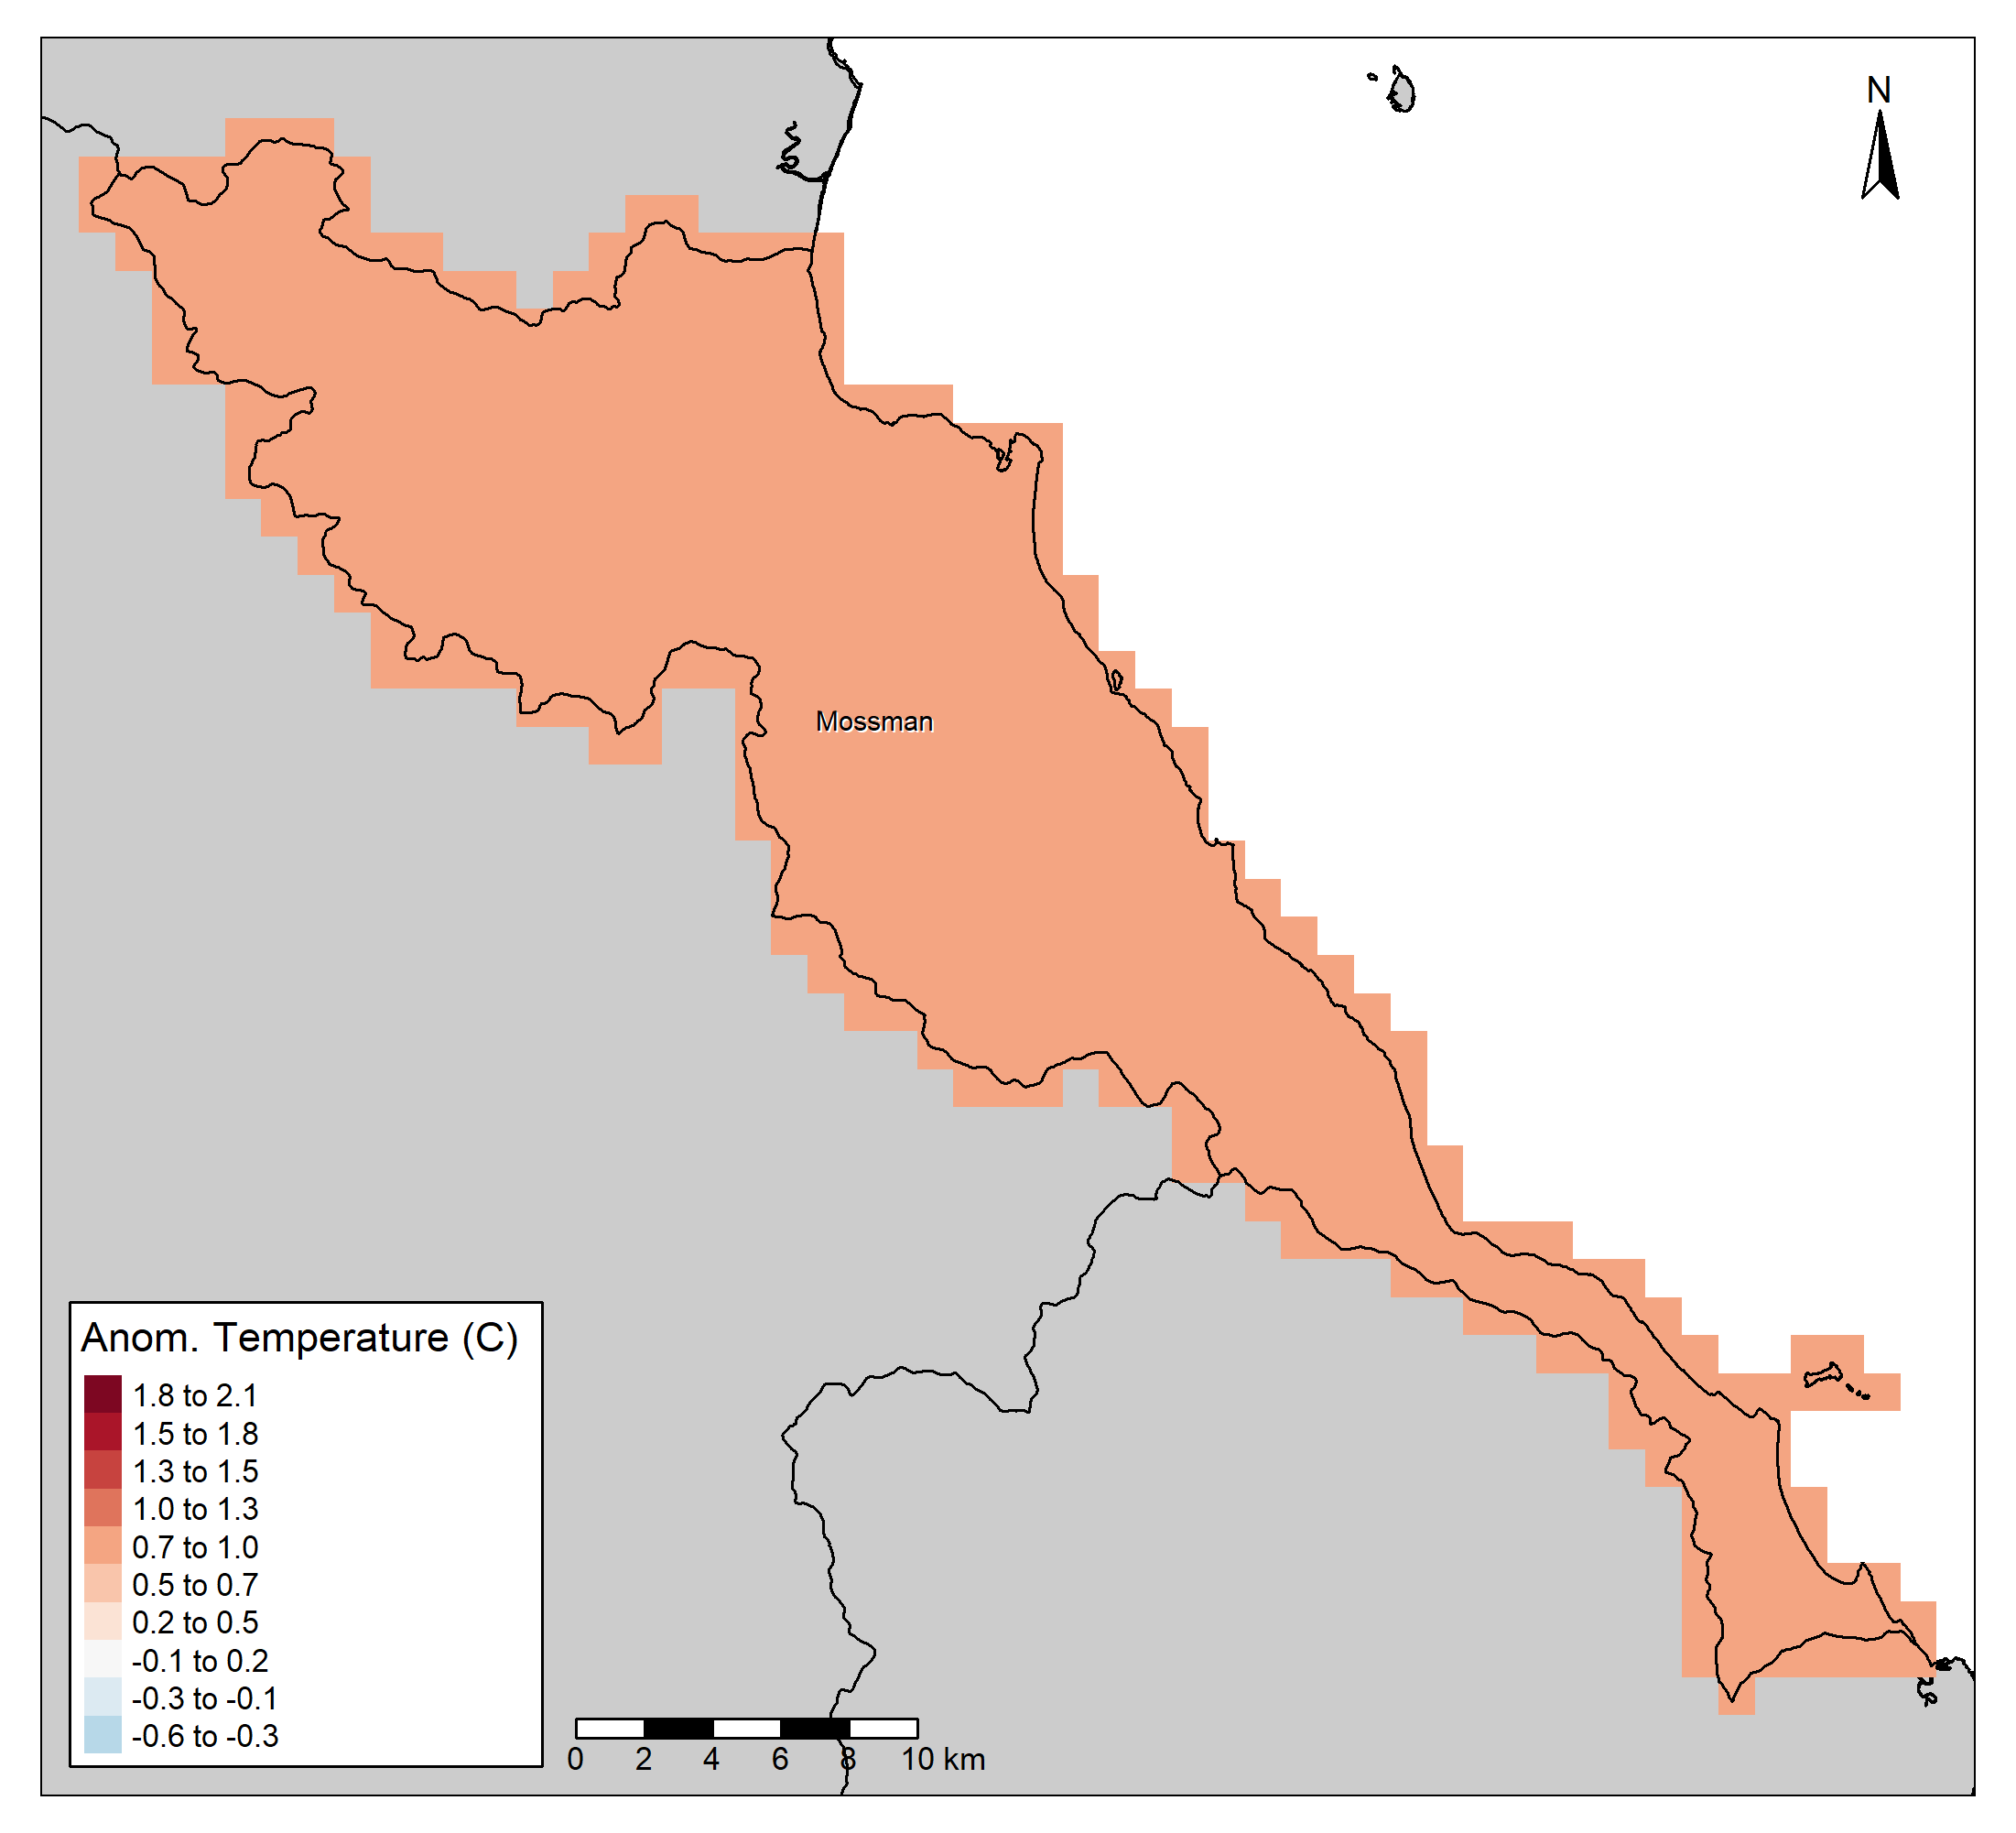 N
Mossman
Anom. Temperature (C)
1.8 to 2.1
1.5 to 1.8
1.3 to 1.5
1.0 to 1.3
0.7 to 1.0
0.5 to 0.7
0.2 to 0.5
-0.1 to 0.2
-0.3 to -0.1
-0.6 to -0.3
0 2 4 6 8 10 km